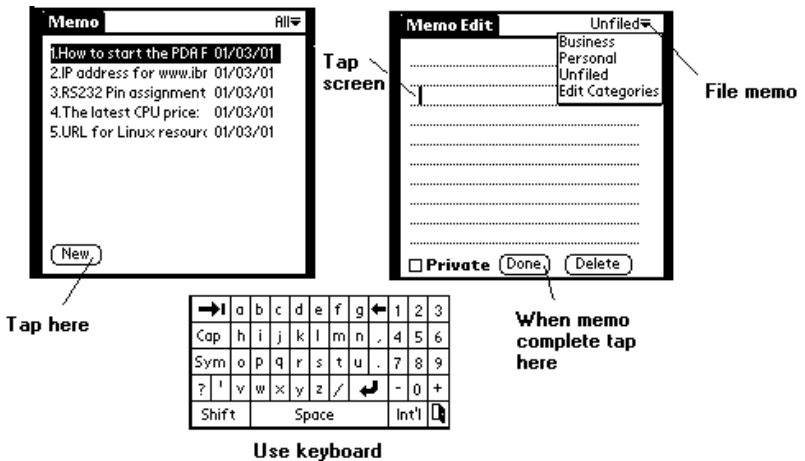 Memo All
1.How to start the PDA F 01/03/01
2.IP address for www.ibr 01/03/01
3.RS232 Pin assignment 01/03/01
4.The latest CPU price: 01/03/01
5.URL for Linux resourc 01/03/01
New
Tap here
Memo Edit Unfiled
Business
Personal
Unfiled
Edit Categories
Tap
screen
File memo
Private Done Delete
When memo
complete tap
here
a b c d e f g 1 2 3
Cap h i j k l m n , 4 5 6
Sym o p q r s t u . 7 8 9
? ' v w x y z / - 0 +
Shift Space Int'l
Use keyboard